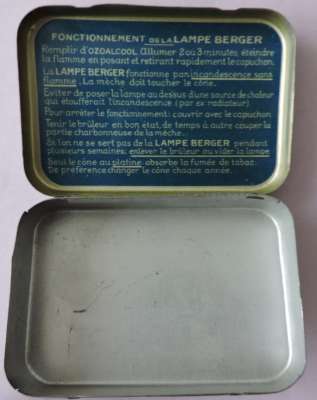 FONCTIONNEMENT DE LA LAMPE BERGER
Remplir d'OZOALCOOL Allumer 2 ou 3 minutes, éteindre
la flamme en posant et retirant rapidement le capuchon.
La LAMPE BERGER fonctionne par incandescence sans
flamme. La mèche doit toucher le cône.
Eviter de poser la lampe au dessus d'une source de chaleur
qui étoufferait l'incandescence (par ex radiateur)
Pour arrêter le fonctionnement: couvrir avec le capuchon
Tenir le brûleur en bon état, de temps à autre couper la
partie charbonneuse de la mèche.
Si l'on ne se sert pas de la LAMPE BERGER pendant
plusieurs semaines: enlever le brûleur ou vider la lampe
Seul le cône au platine absorbe la fumée de tabac.
De préférence changer le cône chaque année.